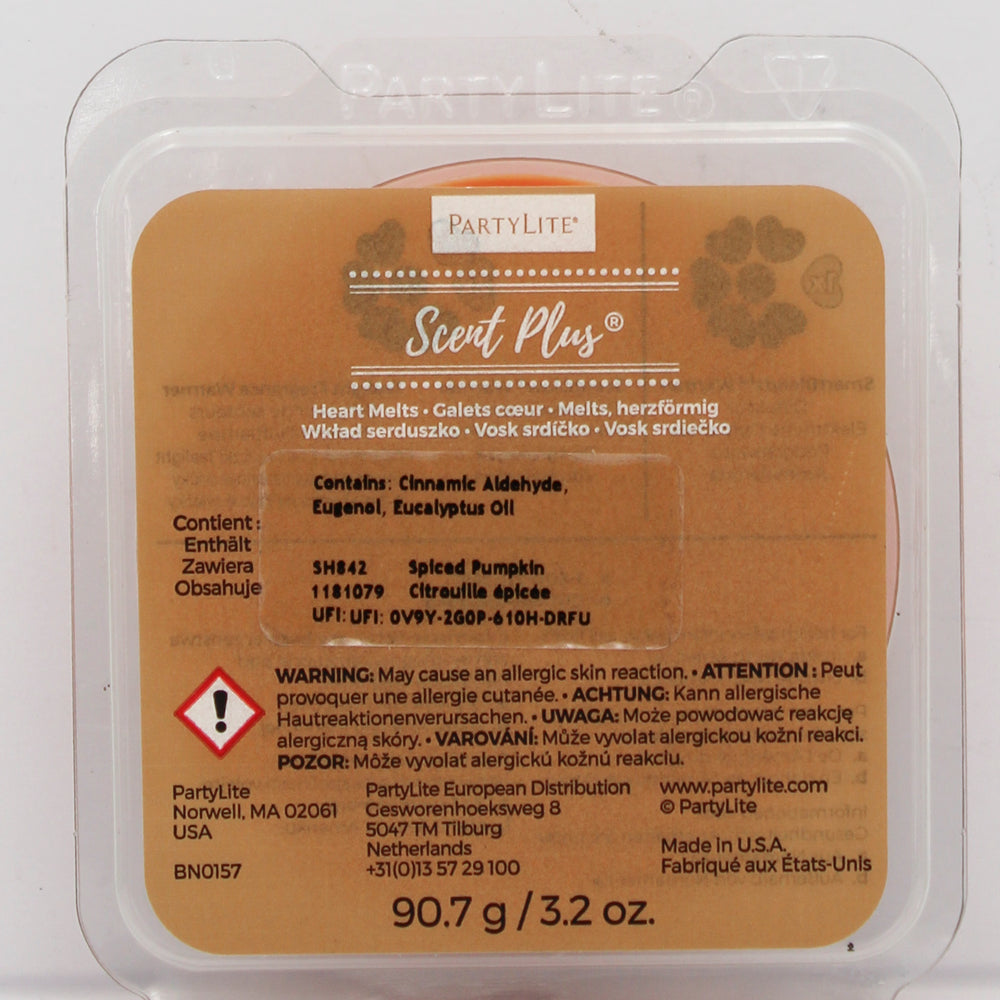 PARTYLITE®
PARTYLITE®
Scent Plus®
Heart Melts • Galets cœur • Melts, herzförmig
Wkład serduszko • Vosk srdíčko • Vosk srdiečko
Contains: Cinnamic Aldehyde,
Eugenol, Eucalyptus Oil
Contient :
Enthält
Zawiera
Obsahuje
SH842 Spiced Pumpkin
1181079 Citrouille épicée
UFI: UFI: 0V9Y-2G0P-610H-DRFU
WARNING: May cause an allergic skin reaction. • ATTENTION : Peut
provoquer une allergie cutanée. • ACHTUNG: Kann allergische
Hautreaktionenverursachen. • UWAGA: Może powodować reakcję
alergiczną skóry. • VAROVÁNÍ: Může vyvolat alergickou kožní reakci.
POZOR: Môže vyvolať alergickú kožnú reakciu.
PartyLite
Norwell, MA 02061
USA
BN0157
PartyLite European Distribution
Gesworenhoeksweg 8
5047 TM Tilburg
Netherlands
+31(0)13 57 29 100
www.partylite.com
© PartyLite
Made in U.S.A.
Fabriqué aux États-Unis
90.7 g / 3.2 oz.